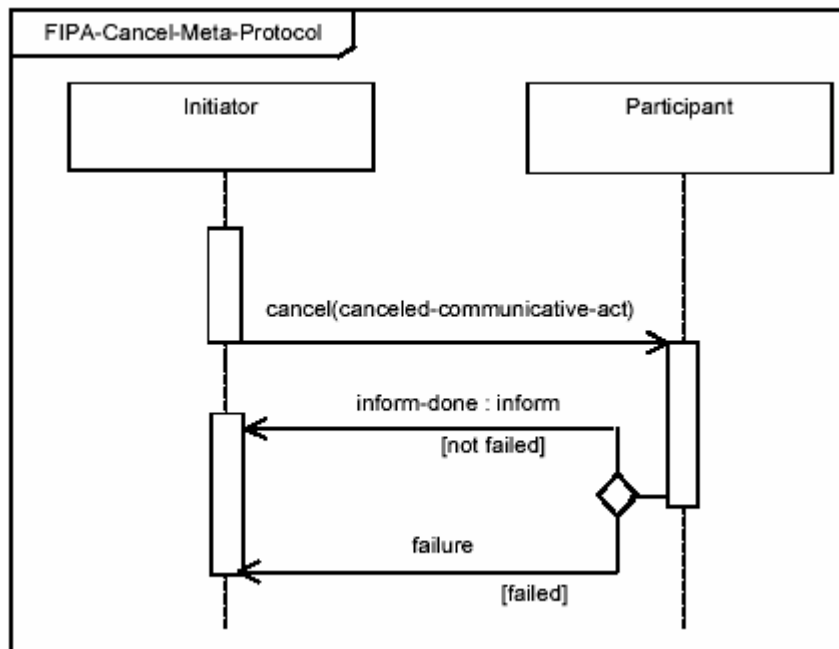 FIPA-Cancel-Meta-Protocol
Initiator
Participant
cancel(canceled-communicative-act)
inform-done : inform
[not failed]
failure
[failed]